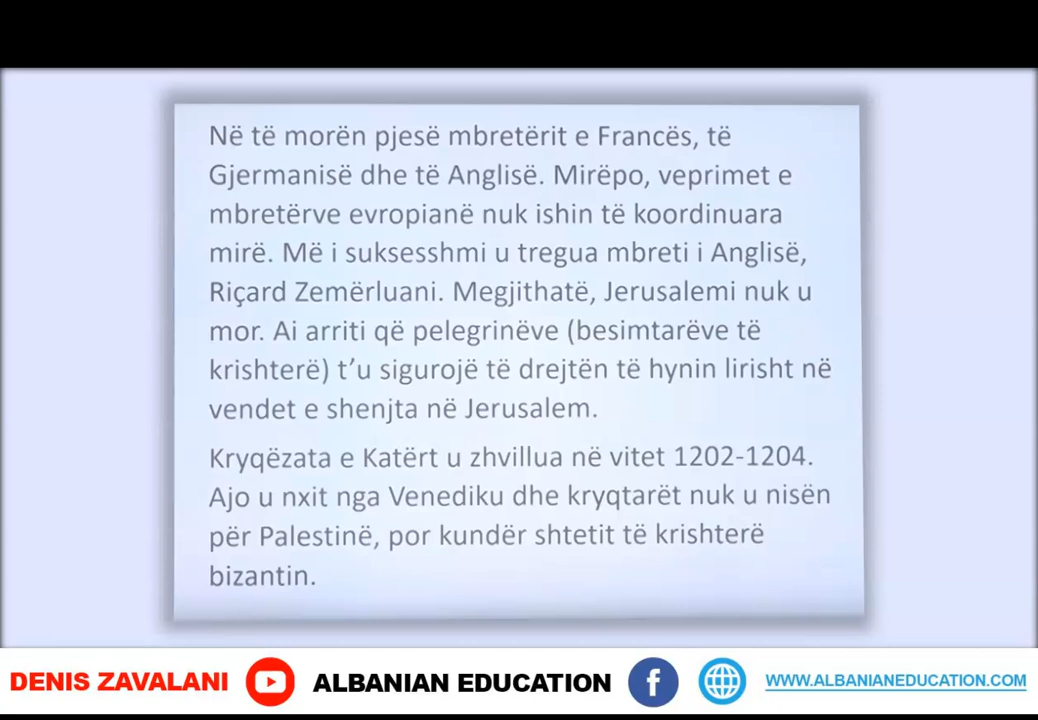 Në të morën pjesë mbretërit e Francës, të
Gjermanisë dhe të Anglisë. Mirëpo, veprimet e
mbretërve evropianë nuk ishin të koordinuara
mirë. Më i suksesshmi u tregua mbreti i Anglisë,
Riçard Zemërluani. Megjithatë, Jerusalemi nuk u
mor. Ai arriti që pelegrinëve (besimtarëve të
krishterë) t’u sigurojë të drejtën të hynin lirisht në
vendet e shenjta në Jerusalem.
Kryqëzata e Katërt u zhvillua në vitet 1202-1204.
Ajo u nxit nga Venediku dhe kryqtarët nuk u nisën
për Palestinë, por kundër shtetit të krishterë
bizantin.
DENIS ZAVALANI ALBANIAN EDUCATION WWW.ALBANIANEDUCATION.COM